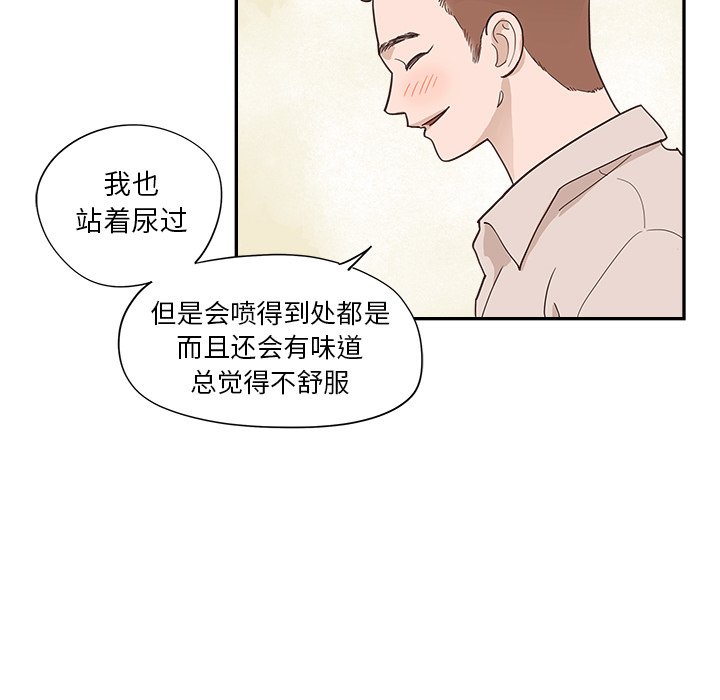 我也
站着尿过
但是会喷得到处都是
而且还会有味道
总觉得不舒服